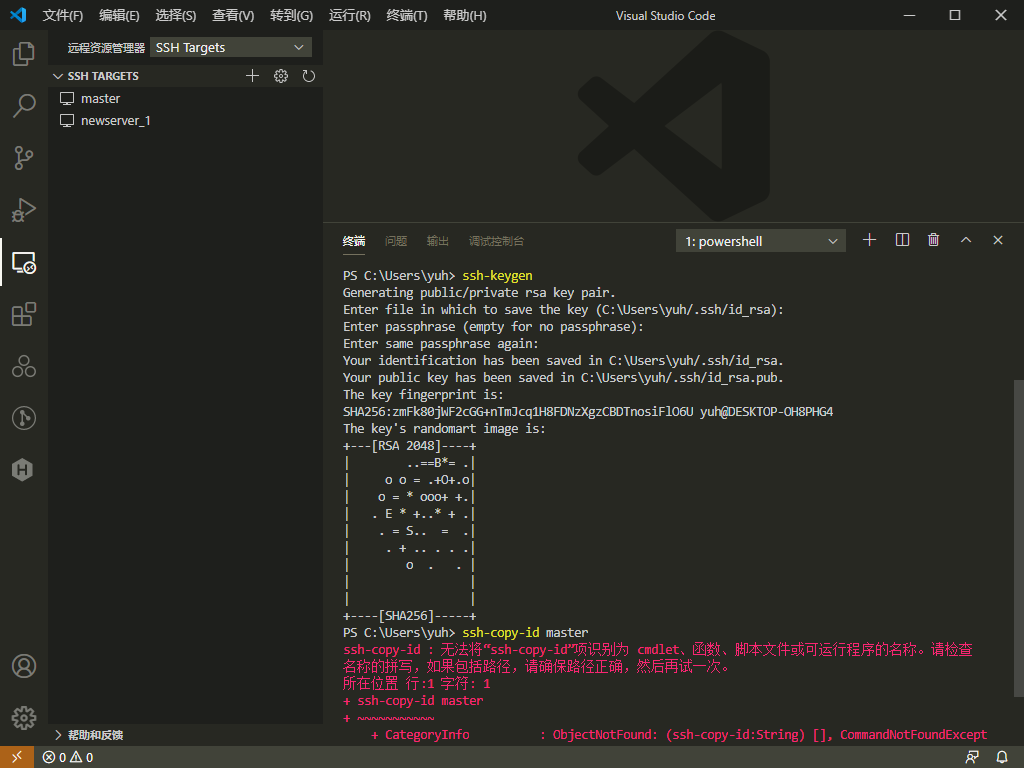 文件(F) 编辑(E) 选择(S) 查看(V) 转到(G) 运行(R) 终端(T) 帮助(H) Visual Studio Code
远程资源管理器 SSH Targets
SSH TARGETS
master
newserver_1
终端 问题 输出 调试控制台 1: powershell
PS C:\Users\yuh> ssh-keygen
Generating public/private rsa key pair.
Enter file in which to save the key (C:\Users\yuh/.ssh/id_rsa):
Enter passphrase (empty for no passphrase):
Enter same passphrase again:
Your identification has been saved in C:\Users\yuh/.ssh/id_rsa.
Your public key has been saved in C:\Users\yuh/.ssh/id_rsa.pub.
The key fingerprint is:
SHA256:zmFk80jWF2cGG+nTmJcq1H8FDNzXgzCBDTnosiFlO6U yuh@DESKTOP-OH8PHG4
The key's randomart image is:
+---[RSA 2048]----+
|        ..==B*= .|
|     o o = .+O+.o|
|    o = * ooo+ +.|
|   . E * +..* + .|
|    . = S..  =  .|
|     . + .. . . .|
|        o  .   . |
|                 |
|                 |
+----[SHA256]-----+
PS C:\Users\yuh> ssh-copy-id master
ssh-copy-id : 无法将“ssh-copy-id”项识别为 cmdlet、函数、脚本文件或可运行程序的名称。请检查
名称的拼写，如果包括路径，请确保路径正确，然后再试一次。
所在位置 行:1 字符: 1
+ ssh-copy-id master
+ ~~~~~~~~~~~
    + CategoryInfo          : ObjectNotFound: (ssh-copy-id:String) [], CommandNotFoundExcept
帮助和反馈
0 0